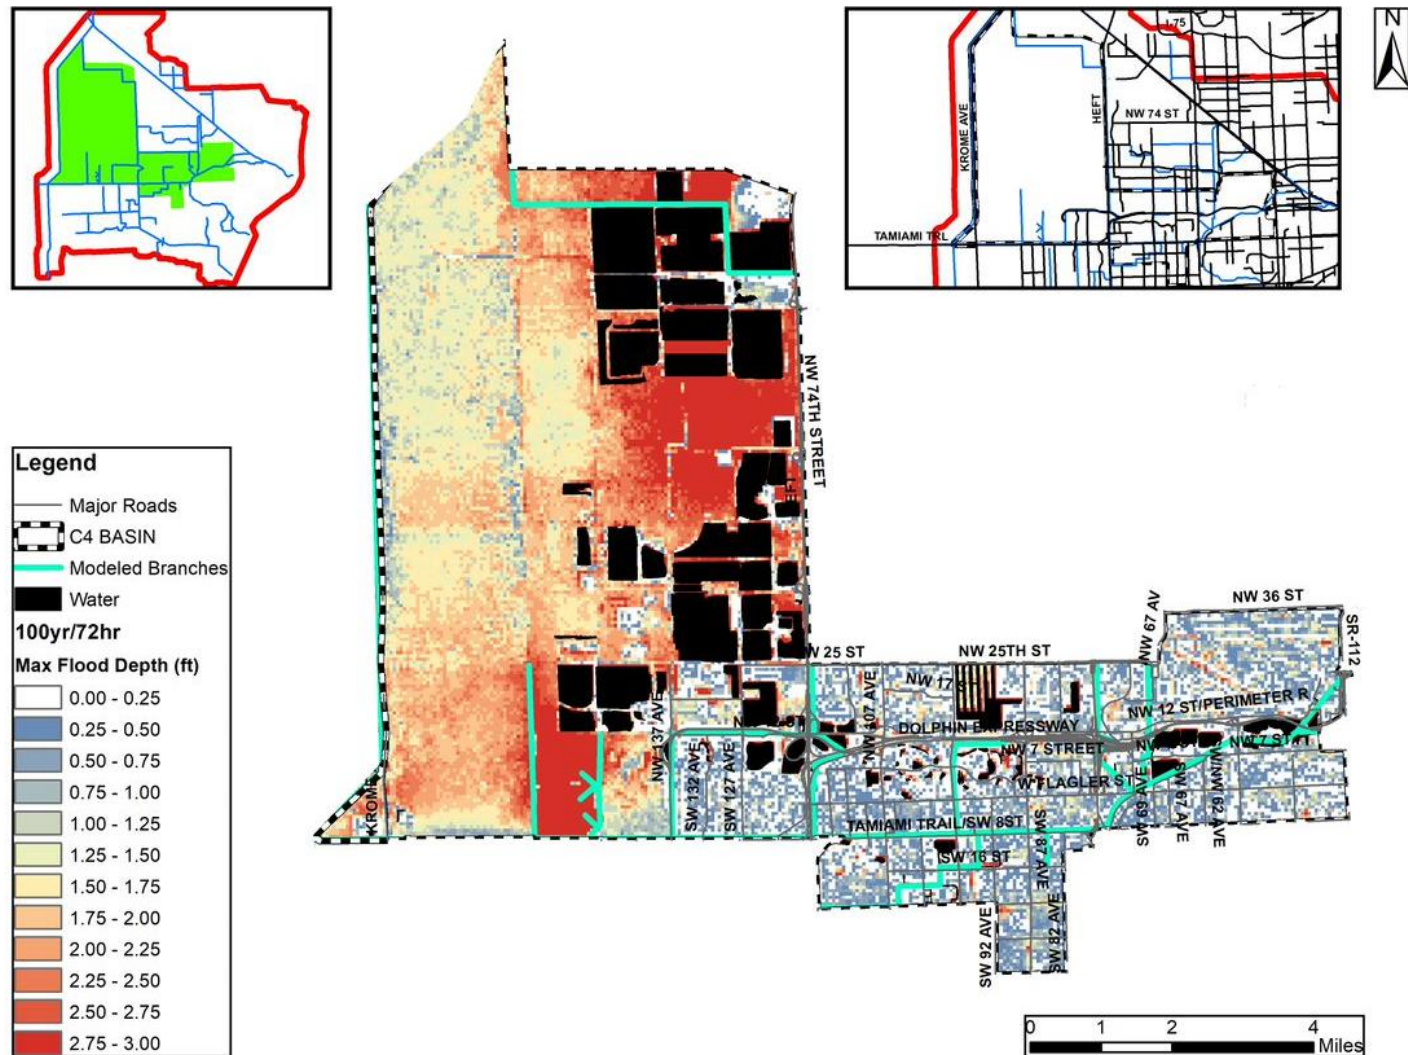 I-75
N
KROME AVE
HEFT
NW 74 ST
TAMIAMI TRL
NW 74TH STREET
Legend
Major Roads
C4 BASIN
Modeled Branches
Water
100yr/72hr
Max Flood Depth (ft)
0.00 - 0.25
0.25 - 0.50
0.50 - 0.75
0.75 - 1.00
1.00 - 1.25
1.25 - 1.50
1.50 - 1.75
1.75 - 2.00
2.00 - 2.25
2.25 - 2.50
2.50 - 2.75
2.75 - 3.00
NW 36 ST
NW 67 AV
SR-112
25 ST
NW 25TH ST
NW 17
NW 137 AVE
NW 107 AVE
NW 12 ST/PERIMETER R
DOLPHIN EXPRESSWAY
NW 7 STREET
NW 7 ST
W FLAGLER ST
SW 132 AVE
SW 127 AVE
KROME
TAMIAMI TRAIL/SW 8ST
SW 87 AVE
SW 69 AVE
SW 67 AVE
NW 62 AVE
SW 16 ST
SW 92 AVE
SW 82 AVE
0 1 2 4
Miles